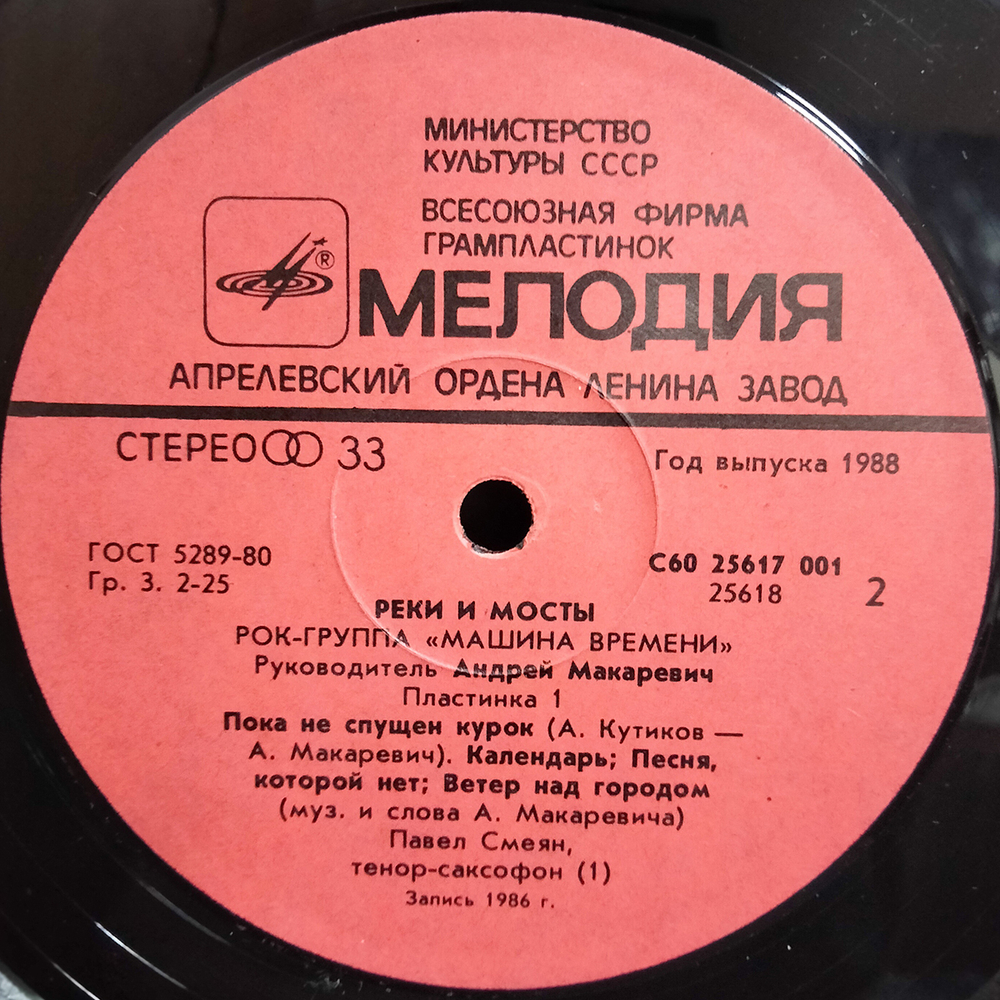 МИНИСТЕРСТВО
КУЛЬТУРЫ СССР
ВСЕСОЮЗНАЯ ФИРМА
ГРАМПЛАСТИНОК
®
МЕЛОДИЯ
АПРЕЛЕВСКИЙ ОРДЕНА ЛЕНИНА ЗАВОД
СТЕРЕО 33
Год выпуска 1988
ГОСТ 5289-80
Гр. 3. 2-25
С60 25617 001
25618
2
РЕКИ И МОСТЫ
РОК-ГРУППА «МАШИНА ВРЕМЕНИ»
Руководитель Андрей Макаревич
Пластинка 1
Пока не спущен курок (А. Кутиков —
А. Макаревич). Календарь; Песня,
которой нет; Ветер над городом
(муз. и слова А. Макаревича)
Павел Смеян,
тенор-саксофон (1)
Запись 1986 г.